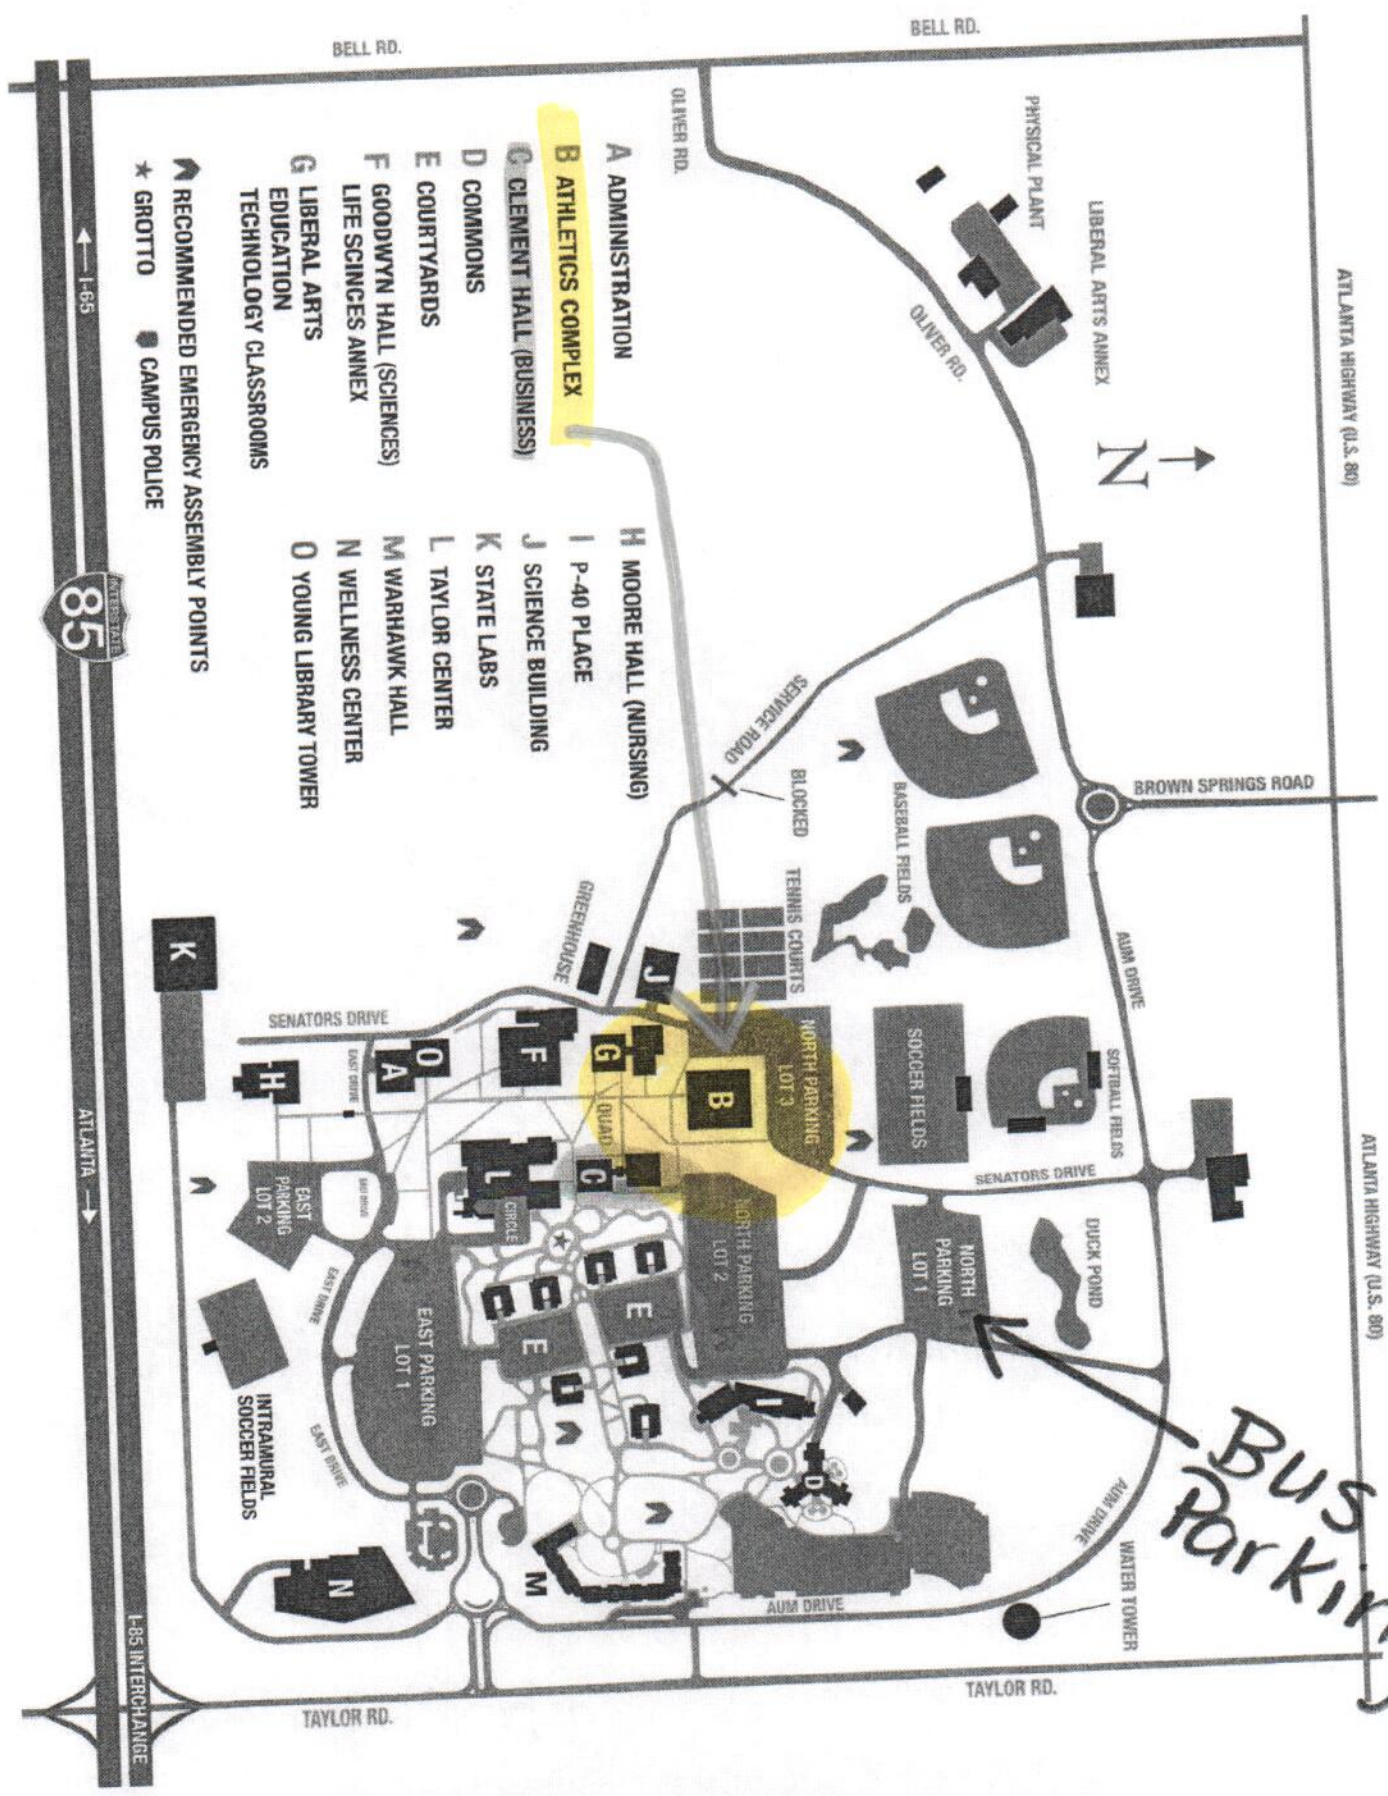 BELL RD.
BELL RD.
ATLANTA HIGHWAY (U.S. 80)
ATLANTA HIGHWAY (U.S. 80)
PHYSICAL PLANT
LIBERAL ARTS ANNEX
OLIVER RD.
OLIVER RD.
N
BROWN SPRINGS ROAD
SERVICE ROAD
BLOCKED
BASEBALL FIELDS
TENNIS COURTS
GREENHOUSE
AUM DRIVE
SOFTBALL FIELDS
SOCCER FIELDS
SENATORS DRIVE
DUCK POND
NORTH
PARKING
LOT 1
NORTH PARKING
LOT 2
NORTH PARKING
LOT 3
Bus
AUM DRIVE
WATER TOWER
AUM DRIVE
TAYLOR RD.
TAYLOR RD.
J
B
G
QUAD
C
F
O
A
L
CIRCLE
H
K
SENATORS DRIVE
EAST DRIVE
EAST DRIVE
EAST
PARKING
LOT 2
EAST DRIVE
EAST PARKING
LOT 1
EAST DRIVE
E
E
I
D
M
N
INTRAMURAL
SOCCER FIELDS
A ADMINISTRATION
B ATHLETICS COMPLEX
C CLEMENT HALL (BUSINESS)
D COMMONS
E COURTYARDS
F GOODWYN HALL (SCIENCES)
LIFE SCINCES ANNEX
G LIBERAL ARTS
EDUCATION
TECHNOLOGY CLASSROOMS
H MOORE HALL (NURSING)
I P-40 PLACE
J SCIENCE BUILDING
K STATE LABS
L TAYLOR CENTER
M WARHAWK HALL
N WELLNESS CENTER
O YOUNG LIBRARY TOWER
RECOMMENDED EMERGENCY ASSEMBLY POINTS
★ GROTTO CAMPUS POLICE
← I-65
INTERSTATE
85
ATLANTA →
I-85 INTERCHANGE